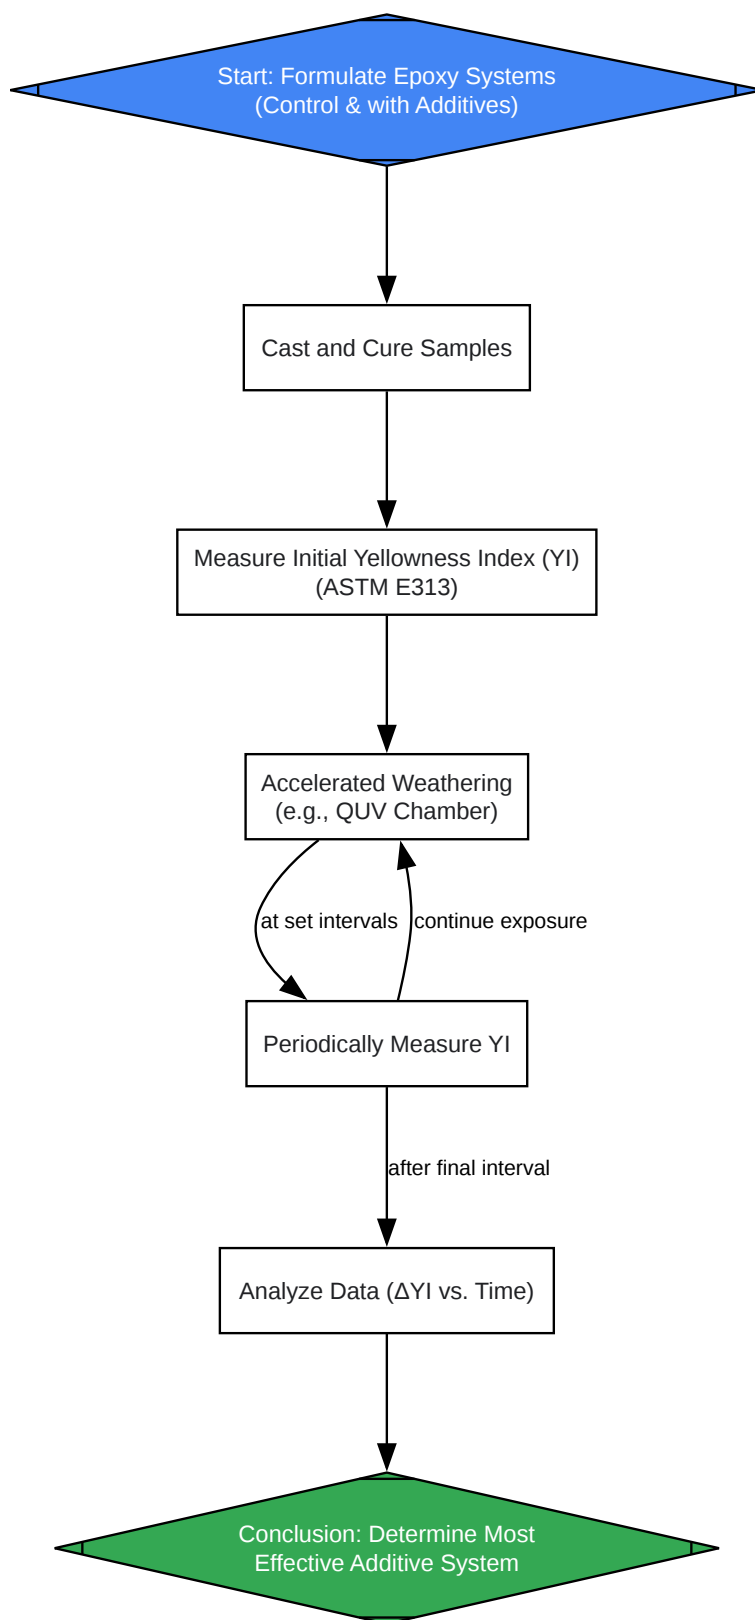 Start: Formulate Epoxy Systems
(Control & with Additives)
Cast and Cure Samples
Measure Initial Yellowness Index (YI)
(ASTM E313)
Accelerated Weathering
(e.g., QUV Chamber)
at set intervals
continue exposure
Periodically Measure YI
after final interval
Analyze Data (ΔYI vs. Time)
Conclusion: Determine Most
Effective Additive System